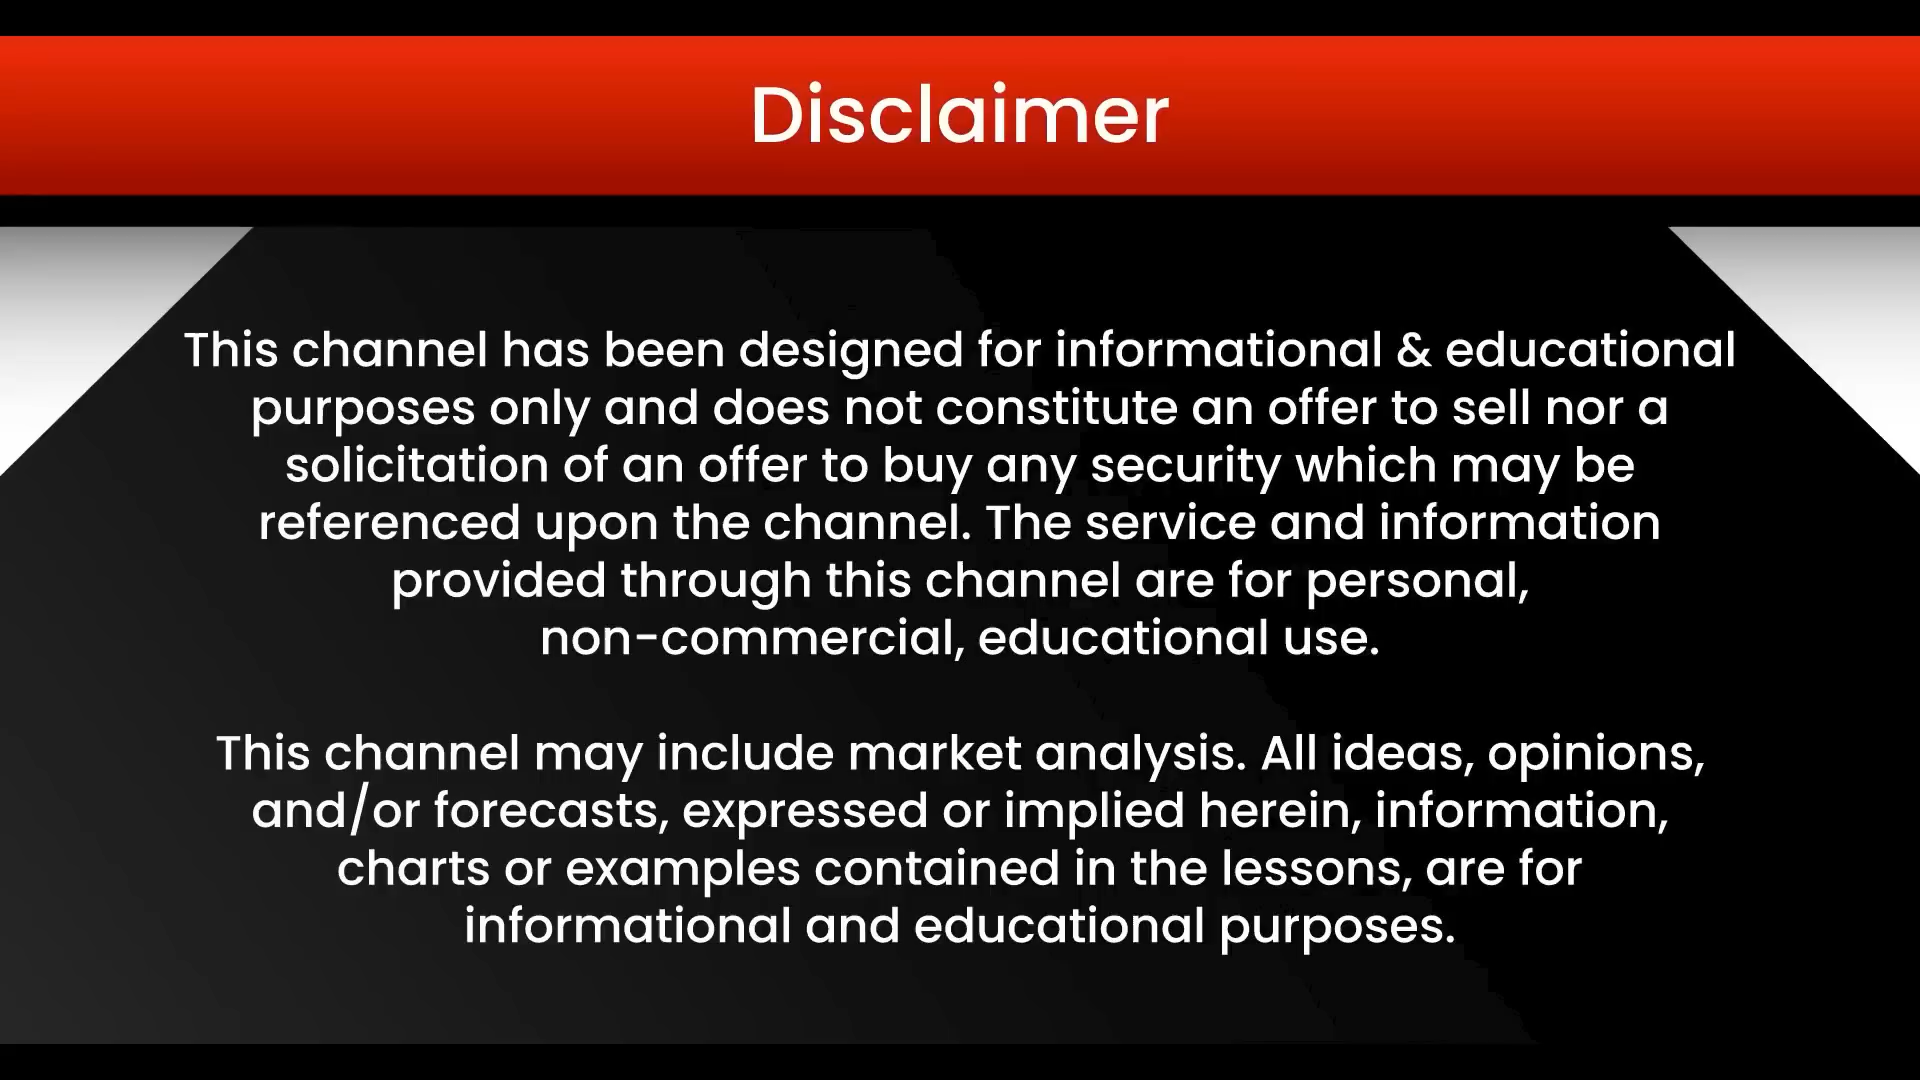 Disclaimer
This channel has been designed for informational & educational
purposes only and does not constitute an offer to sell nor a
solicitation of an offer to buy any security which may be
referenced upon the channel. The service and information
provided through this channel are for personal,
non-commercial, educational use.
This channel may include market analysis. All ideas, opinions,
and/or forecasts, expressed or implied herein, information,
charts or examples contained in the lessons, are for
informational and educational purposes.